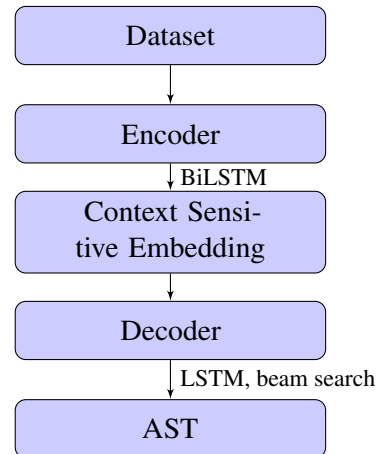 Dataset
Encoder
BiLSTM
Context Sensi-
tive Embedding
Decoder
LSTM, beam search
AST